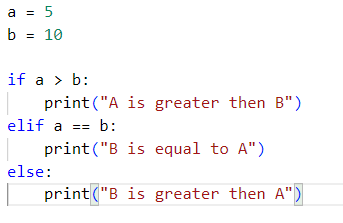 a = 5
b = 10

if a > b:
    print("A is greater then B")
elif a == b:
    print("B is equal to A")
else:
    print("B is greater then A")